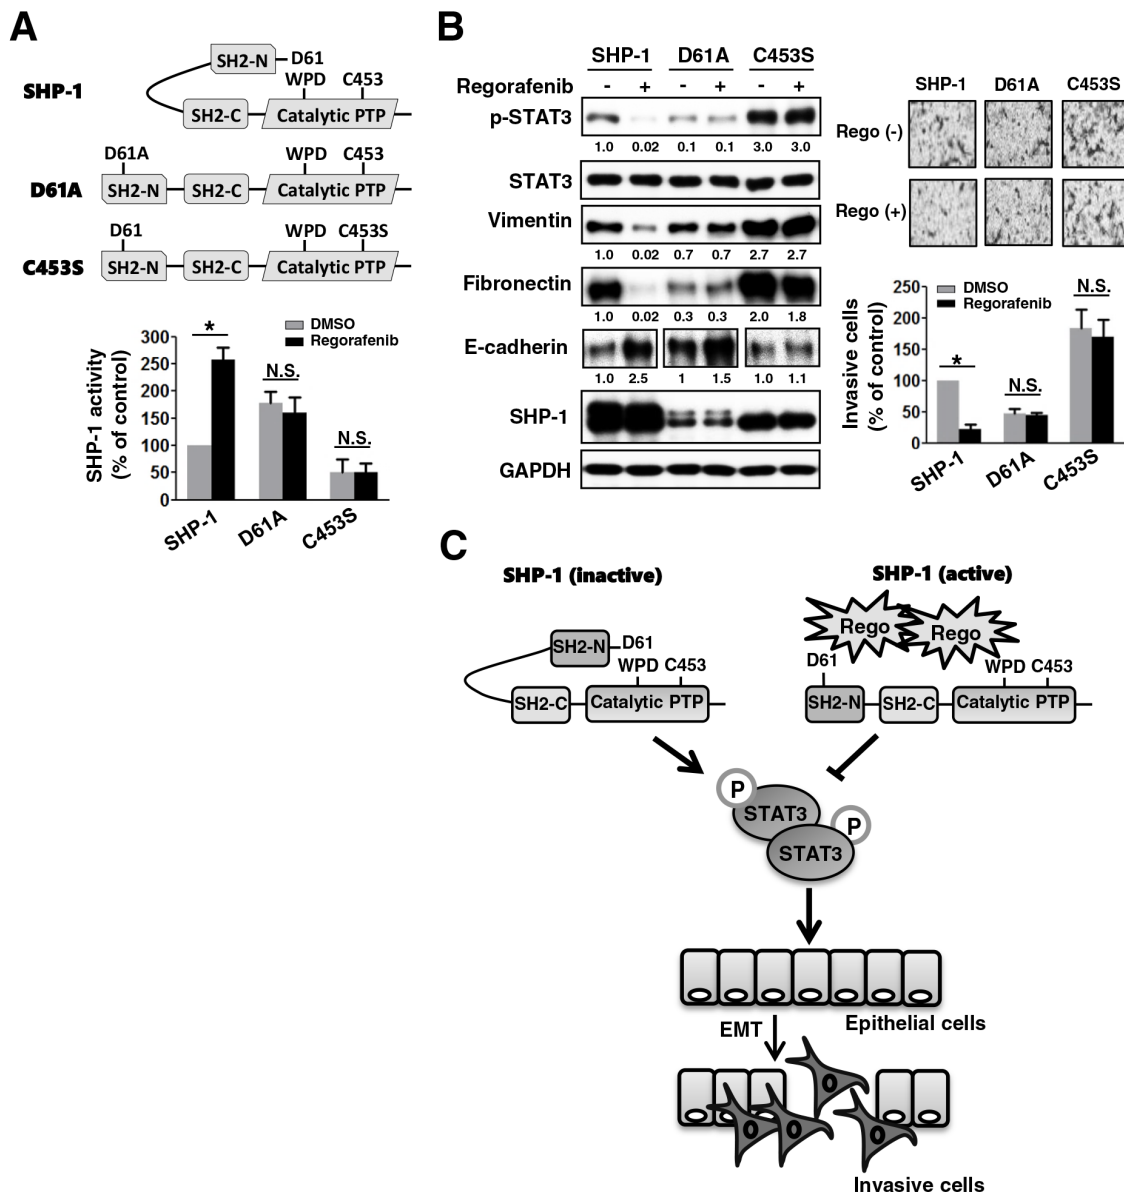 A
SHP-1
SH2-N
D61
WPD C453
SH2-C
Catalytic PTP
D61A
D61A
WPD C453
SH2-N
SH2-C
Catalytic PTP
C453S
D61
WPD C453S
SH2-N
SH2-C
Catalytic PTP
SHP-1 activity
(% of control)
300
250
200
150
100
50
0
DMSO
Regorafenib
*
N.S.
N.S.
SHP-1
D61A
C453S
B
SHP-1 D61A C453S
Regorafenib - + - + - +
p-STAT3
1.0 0.02 0.1 0.1 3.0 3.0
STAT3
Vimentin
1.0 0.02 0.7 0.7 2.7 2.7
Fibronectin
1.0 0.02 0.3 0.3 2.0 1.8
E-cadherin
1.0 2.5 1 1.5 1.0 1.1
SHP-1
GAPDH
SHP-1 D61A C453S
Rego (-)
Rego (+)
Invasive cells
(% of control)
250
200
150
100
50
0
DMSO
Regorafenib
*
N.S.
N.S.
SHP-1
D61A
C453S
C
SHP-1 (inactive)
SH2-N
D61
WPD C453
SH2-C
Catalytic PTP
SHP-1 (active)
Rego
Rego
D61
WPD C453
SH2-N
SH2-C
Catalytic PTP
P
STAT3
P
STAT3
Epithelial cells
EMT
Invasive cells